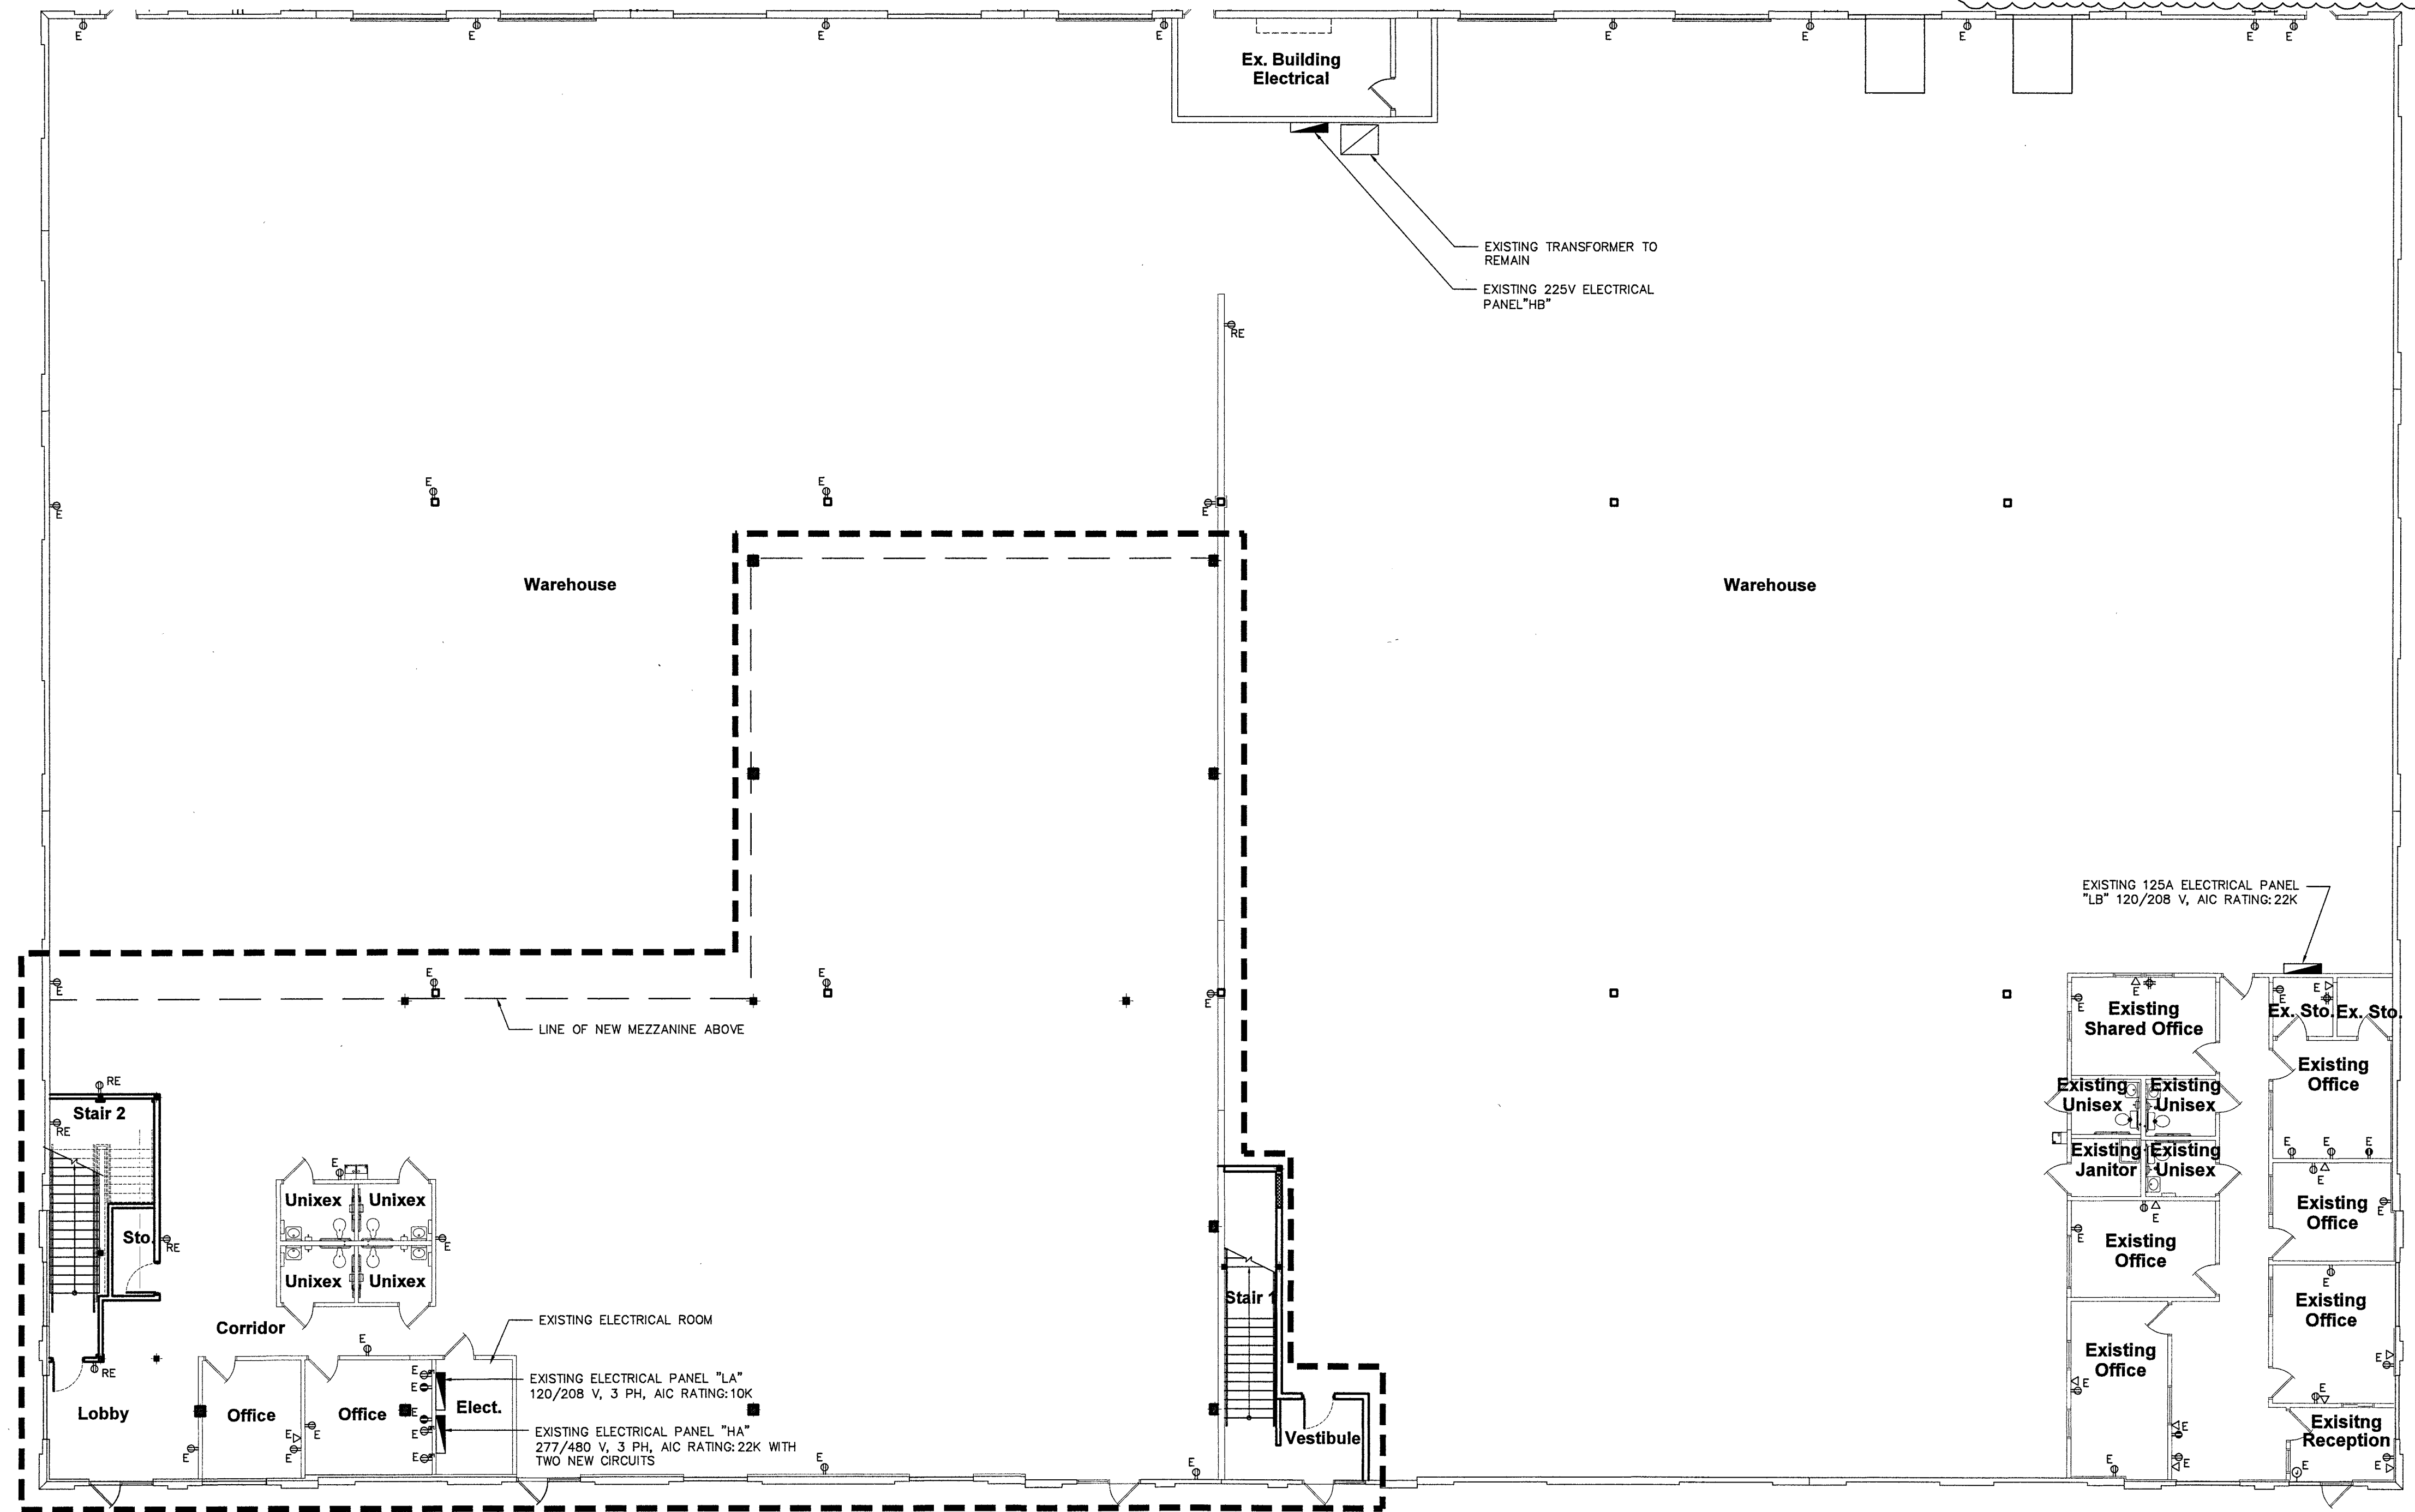 E
E
E
E
E
E
E
E
E
Ex. Building
Electrical
EXISTING TRANSFORMER TO
REMAIN
EXISTING 225V ELECTRICAL
PANEL"HB"
RE
E
E
E
E
Warehouse
Warehouse
EXISTING 125A ELECTRICAL PANEL
"LB" 120/208 V, AIC RATING:22K
E
E
E
E
LINE OF NEW MEZZANINE ABOVE
E
E
E
E
Existing
Shared Office
Ex. Sto.
Ex. Sto.
Existing
Office
RE
Stair 2
RE
Existing
Unisex
Existing
Unisex
E
E
E
Existing
Janitor
Existing
Unisex
E
E
Unixex
Unixex
E
Existing
Office
E
Sto.
RE
E
E
E
Existing
Office
Unixex
Unixex
E
Stair 1
Existing
Office
EXISTING ELECTRICAL ROOM
Corridor
E
RE
Existing
Office
E
E
E
EXISTING ELECTRICAL PANEL "LA"
120/208 V, 3 PH, AIC RATING:10K
E
E
Lobby
Office
Office
Elect.
E
E
EXISTING ELECTRICAL PANEL "HA"
277/480 V, 3 PH, AIC RATING:22K WITH
TWO NEW CIRCUITS
E
E
E
E
E
E
E
Vestibule
E
E
E
Exisitng
Reception
E
E